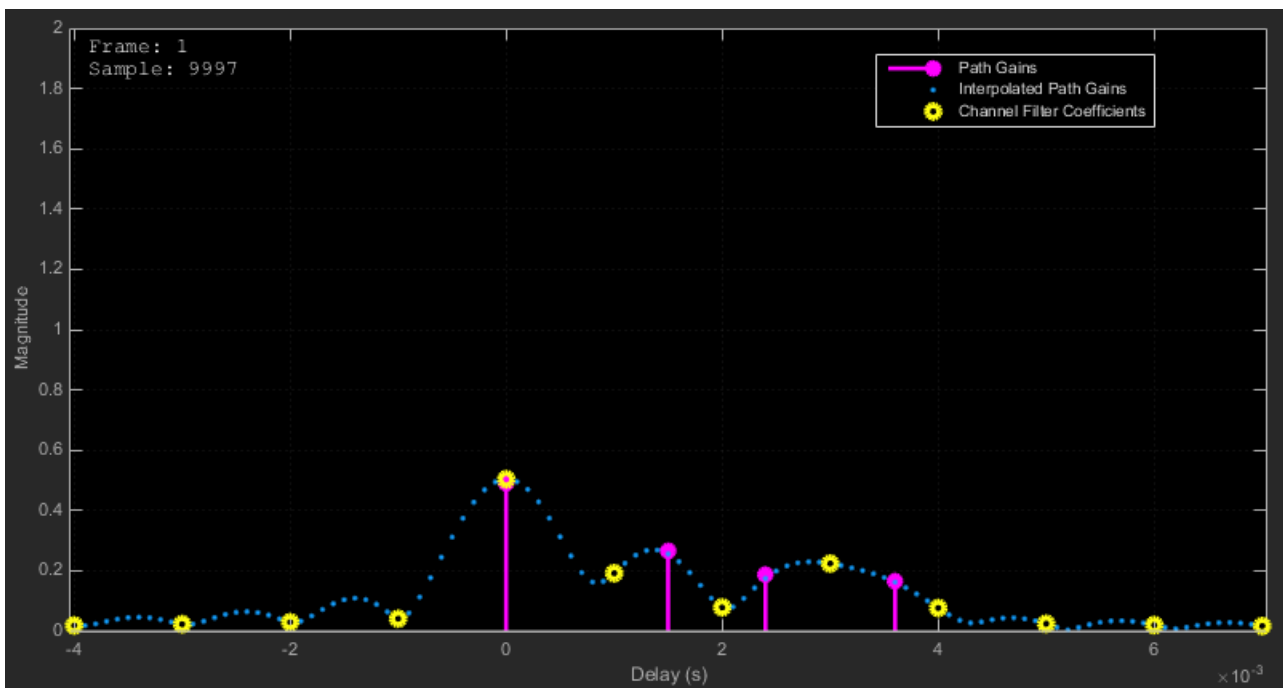 Frame: 1
Sample: 9997
Path Gains
Interpolated Path Gains
Channel Filter Coefficients
Magnitude
2
1.8
1.6
1.4
1.2
1
0.8
0.6
0.4
0.2
0
-4
-2
0
2
4
6
Delay (s)
×10⁻³